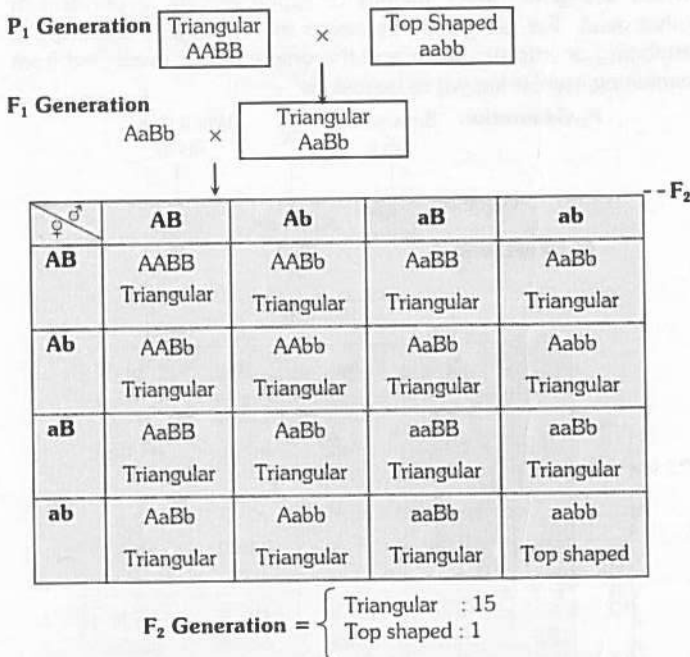 P₁ Generation Triangular AABB × Top Shaped aabb
F₁ Generation AaBb × Triangular AaBb
--F₂
♀ ♂ AB Ab aB ab
AB AABB AABb AaBB AaBb
Triangular Triangular Triangular Triangular
Ab AABb AAbb AaBb Aabb
Triangular Triangular Triangular Triangular
aB AaBB AaBb aaBB aaBb
Triangular Triangular Triangular Triangular
ab AaBb Aabb aaBb aabb
Triangular Triangular Triangular Top shaped
F₂ Generation = { Triangular : 15
Top shaped : 1